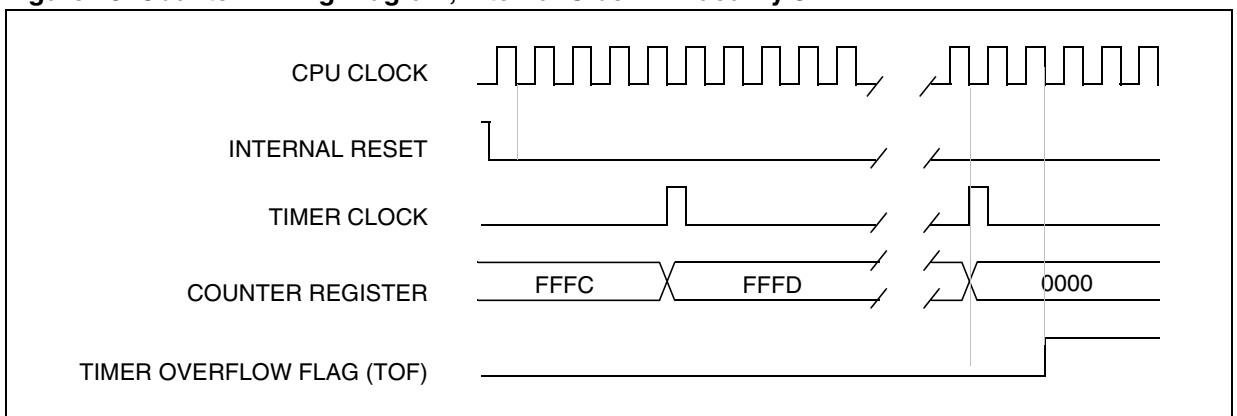 CPU CLOCK
INTERNAL RESET
TIMER CLOCK
COUNTER REGISTER
FFFC
FFFD
0000
TIMER OVERFLOW FLAG (TOF)